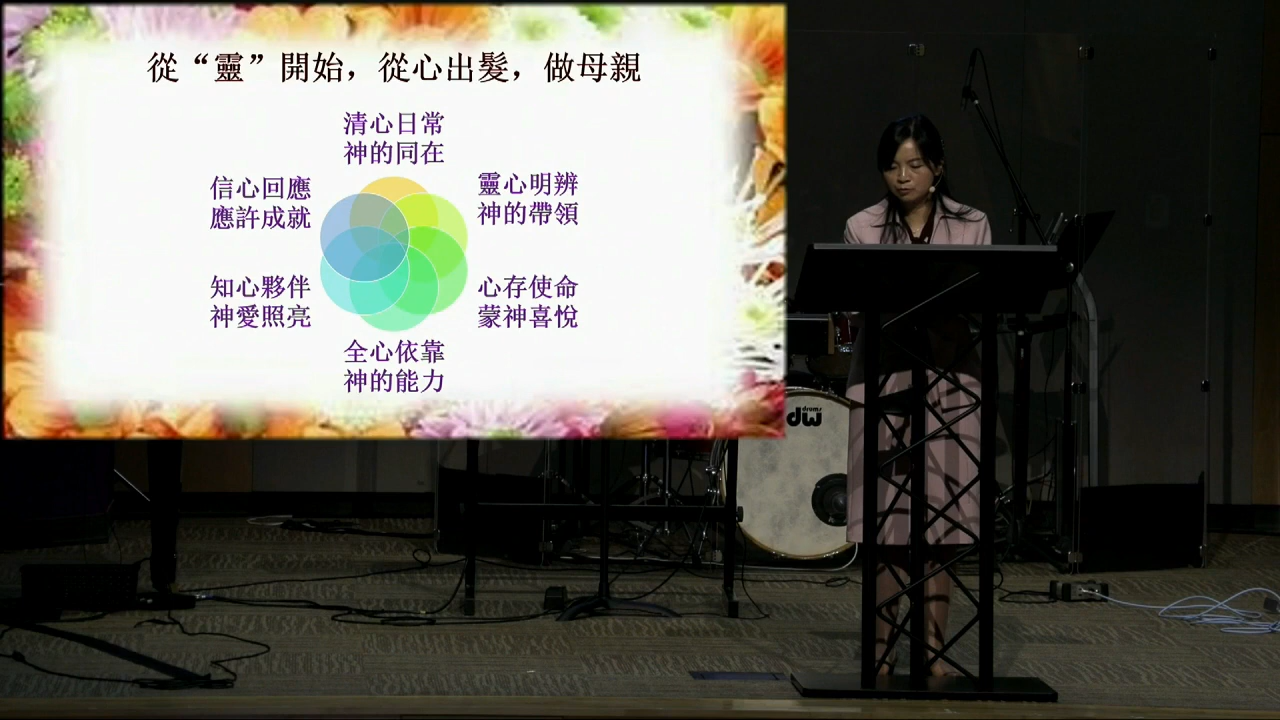 從“靈”開始，從心出髮，做母親
清心日常
神的同在
靈心明辨
神的帶領
心存使命
蒙神喜悅
全心依靠
神的能力
知心夥伴
神愛照亮
信心回應
應許成就
drums
dw